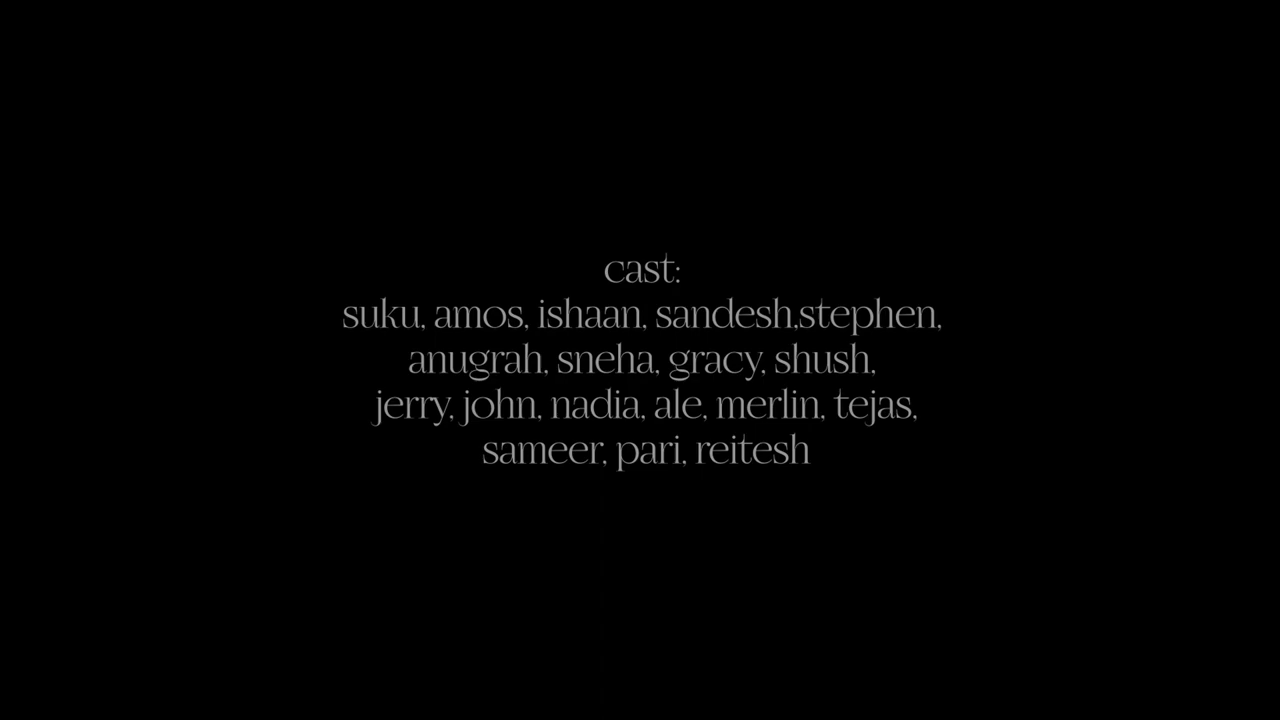 cast:
suku, amos, ishaan, sandesh,stephen,
anugrah, sneha, gracy, shush,
jerry, john, nadia, ale, merlin, tejas,
sameer, pari, reitesh